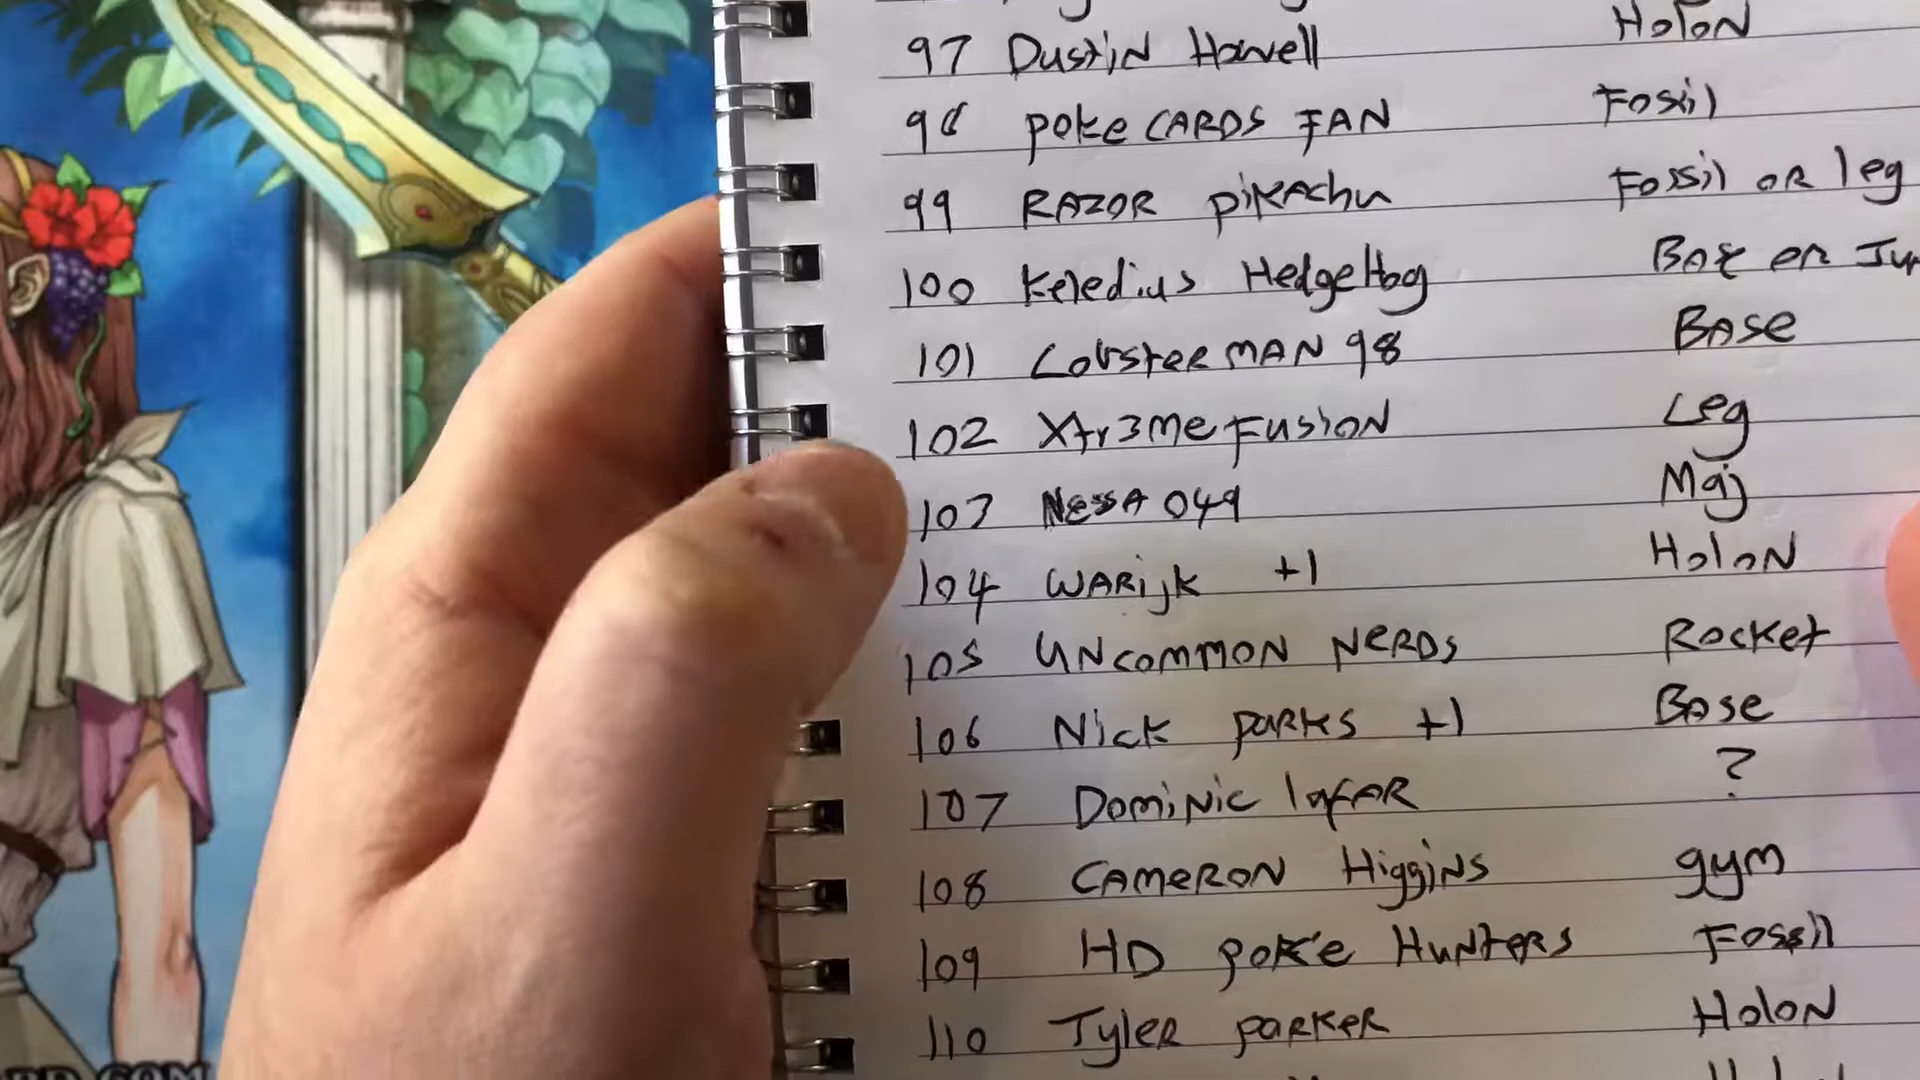 97 Dustin Howell Holon
98 poke CARDS FAN Fossil
99 RAZOR pikachu Fossil or leg
100 Keledius HedgeHog Base or Ju
101 Lobster MAN 98 Base
102 Xtr3me Fusion Leg
103 Nessa 049 Maj
104 WARijk +1 Holon
105 UNcommon NERDS Rocket
106 Nick parks +1 Base
107 Dominic lafar ?
108 CAMERON Higgins gym
109 HD poke Hunters Fossil
110 Tyler parker Holon